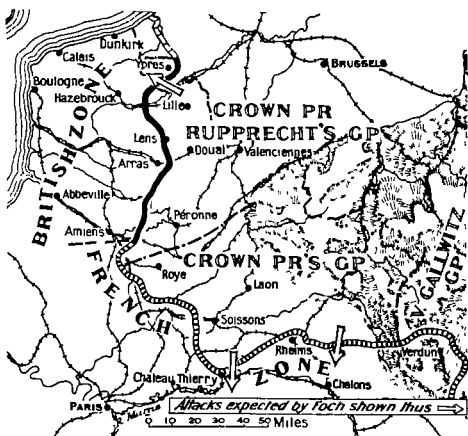 Dunkirk
Calais
Ypres
BRUSSELS
Boulogne
Hazebrouck
Lille
CROWN PR
RUPPRECHT'S GP
BRITISH ZONE
Lens
Douai
Valenciennes
Arras
Abbeville
Péronne
Amiens
CROWN PR'S GP
V GALLWITZ
GP
Roye
Laon
FRENCH
ZONE
Soissons
Rheims
Verdun
Chateau Thierry
Chalons
PARIS
Marne
Attacks expected by Foch shown thus
0 10 20 30 40 50 Miles